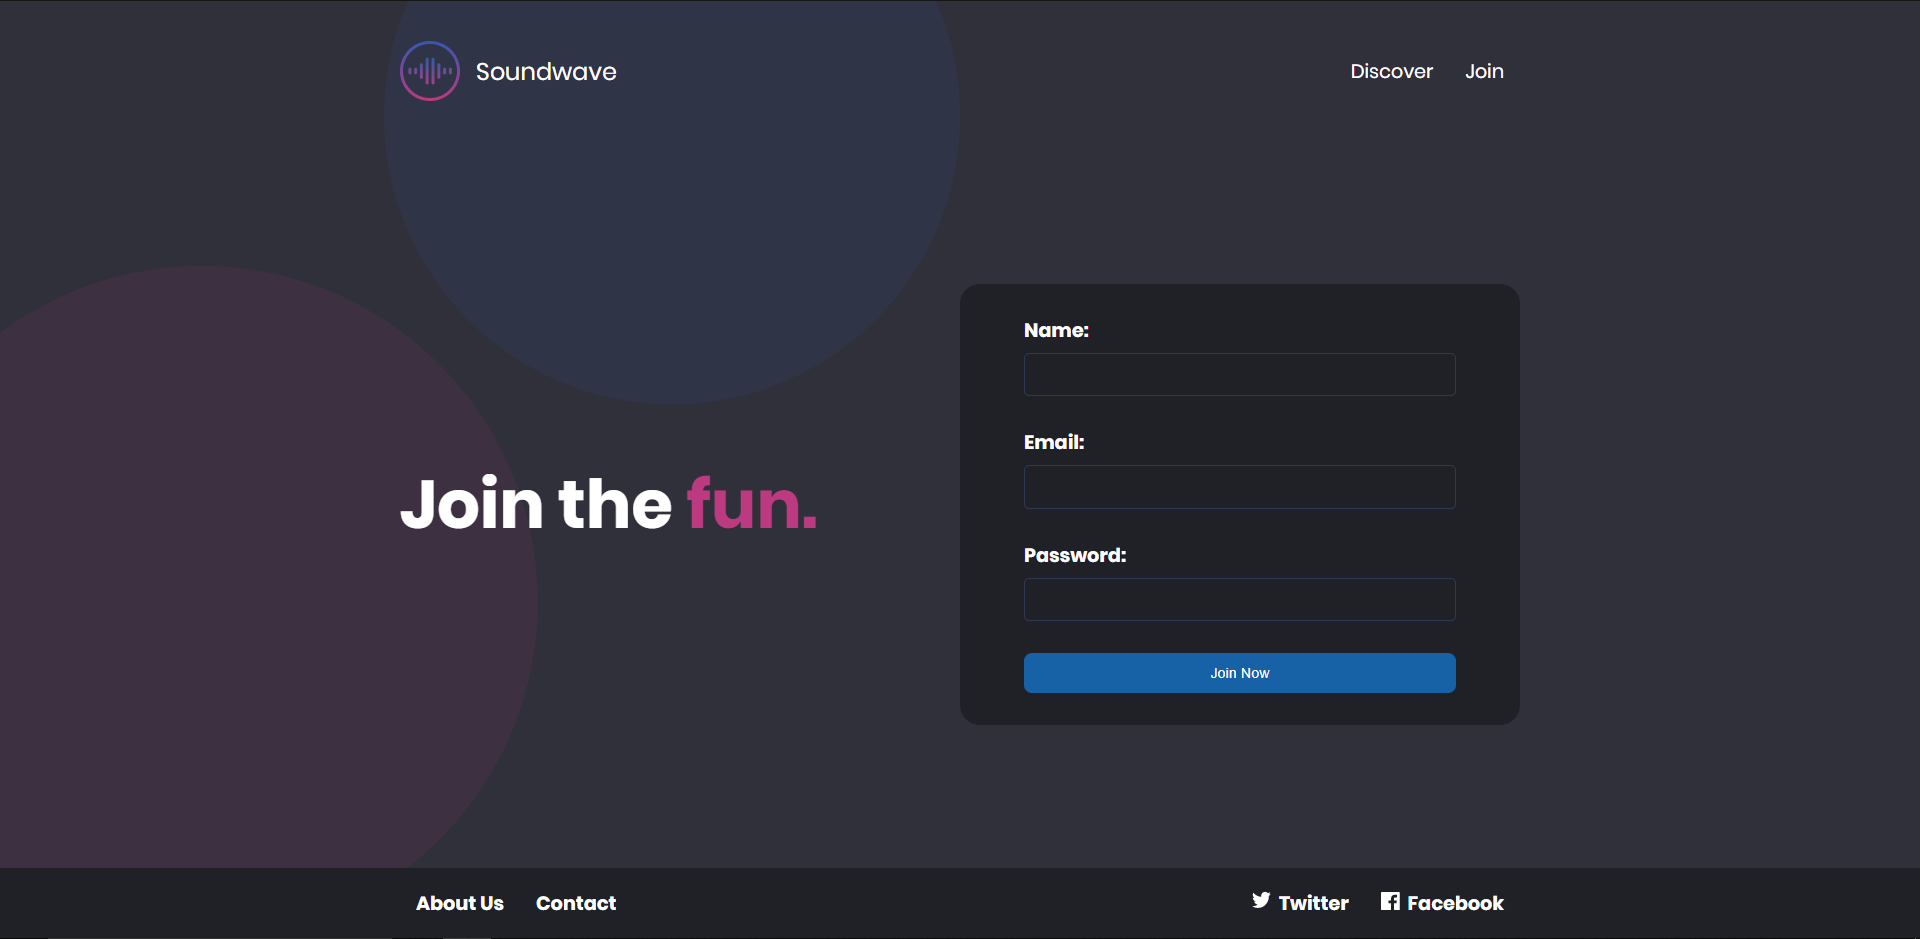 Soundwave
Discover Join
Join the fun.
Name:
Email:
Password:
Join Now
About Us Contact
Twitter Facebook